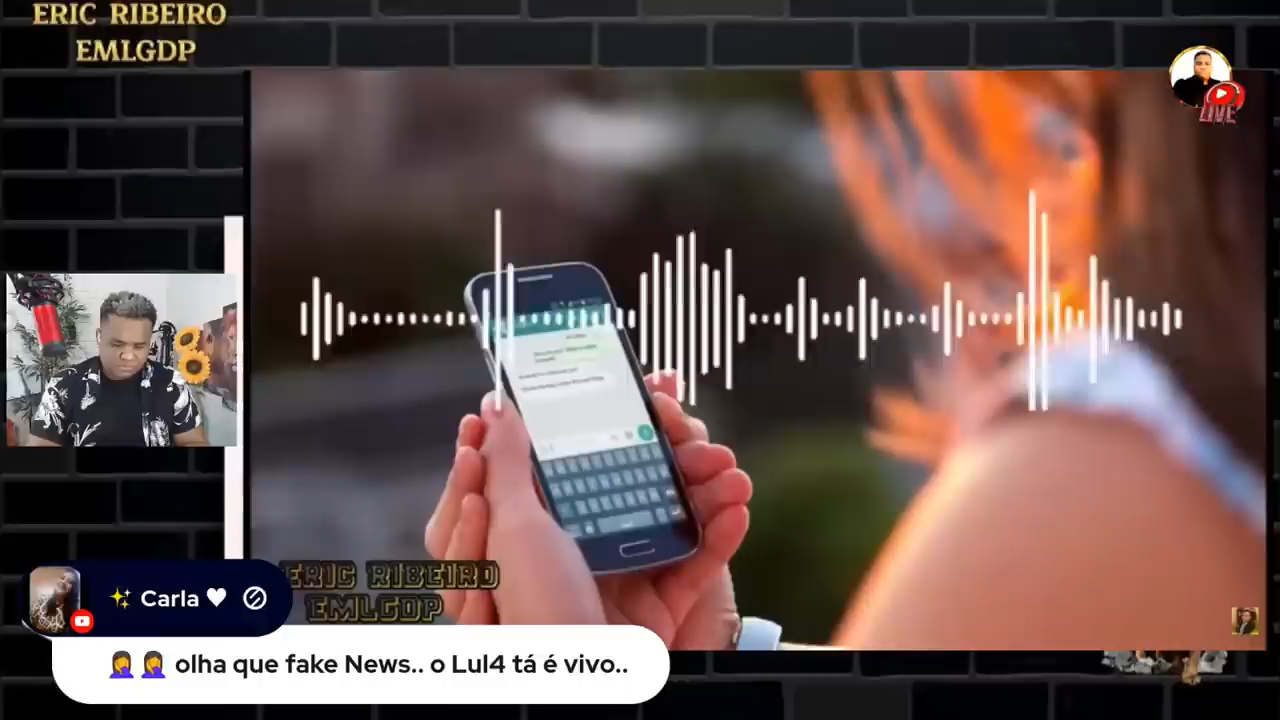 ERIC RIBEIRO
EMLGDP
LIVE
ERIC RIBEIRO
EMLGDP
✨ Carla 🤍
🤦‍♀️ 🤦‍♀️ olha que fake News.. o Lul4 tá é vivo..